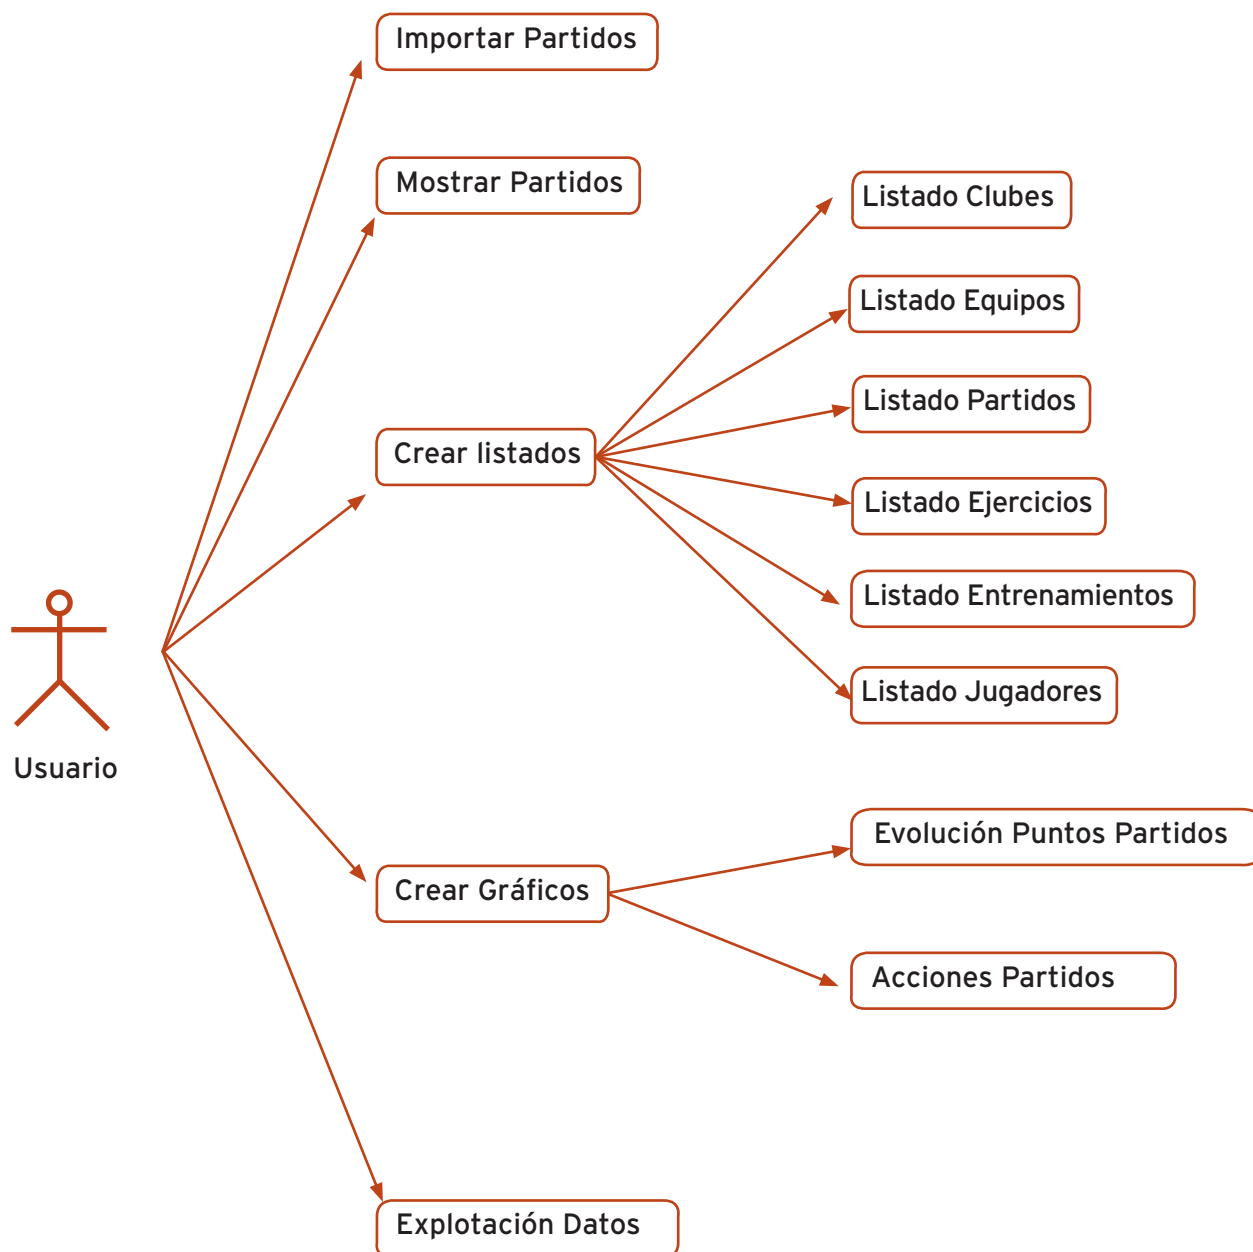 Importar Partidos
Mostrar Partidos
Listado Clubes
Listado Equipos
Listado Partidos
Crear listados
Listado Ejercicios
Listado Entrenamientos
Listado Jugadores
Usuario
Evolución Puntos Partidos
Crear Gráficos
Acciones Partidos
Explotación Datos